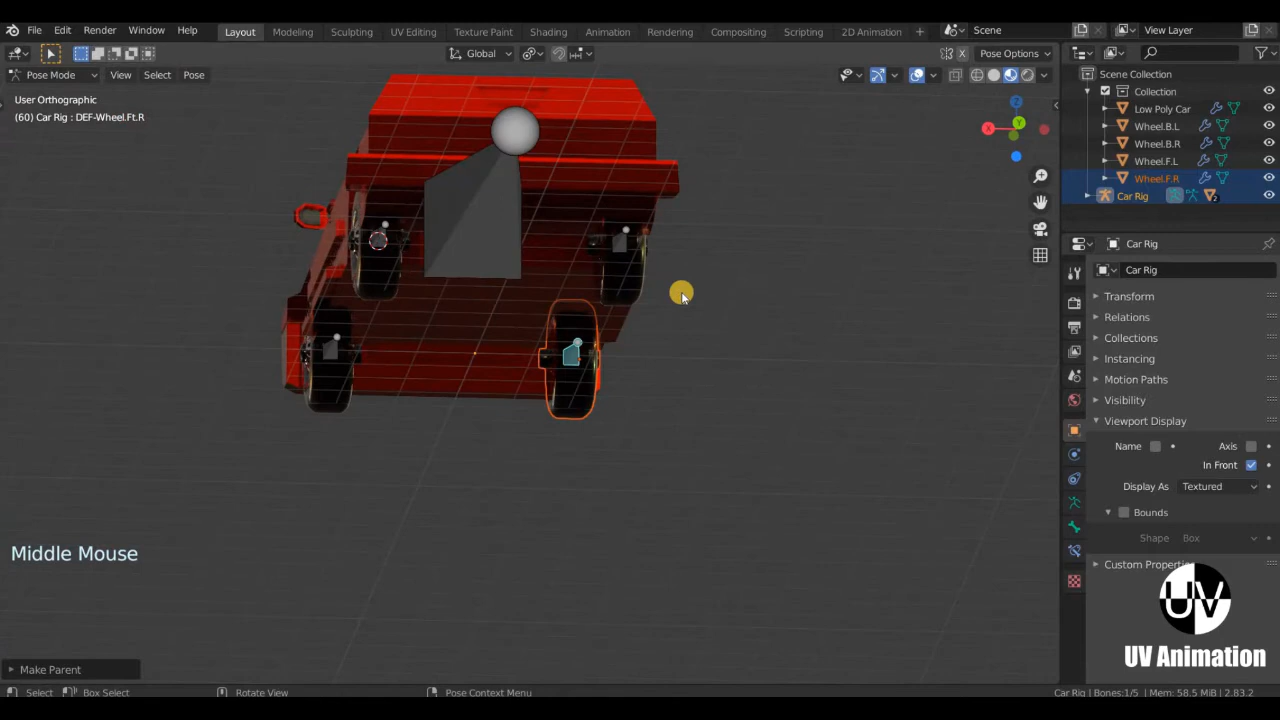 File Edit Render Window Help Layout Modeling Sculpting UV Editing Texture Paint Shading Animation Rendering Compositing Scripting 2D Animation + Scene View Layer
Global X Pose Options
Pose Mode View Select Pose
Scene Collection
Collection
User Orthographic
(60) Car Rig : DEF-Wheel.Ft.R
Low Poly Car
Wheel.B.L
Wheel.B.R
Wheel.F.L
Wheel.F.R
Car Rig 2
Z
Y
X
Car Rig
Car Rig
Transform
Relations
Collections
Instancing
Motion Paths
Visibility
Viewport Display
Name Axis
In Front
Display As Textured
Bounds
Shape Box
Custom Properti
Middle Mouse
UV
UV Animation
Make Parent
Select Box Select Rotate View Pose Context Menu Car Rig | Bones:1/5 | Mem: 58.5 MiB | 2.83.2